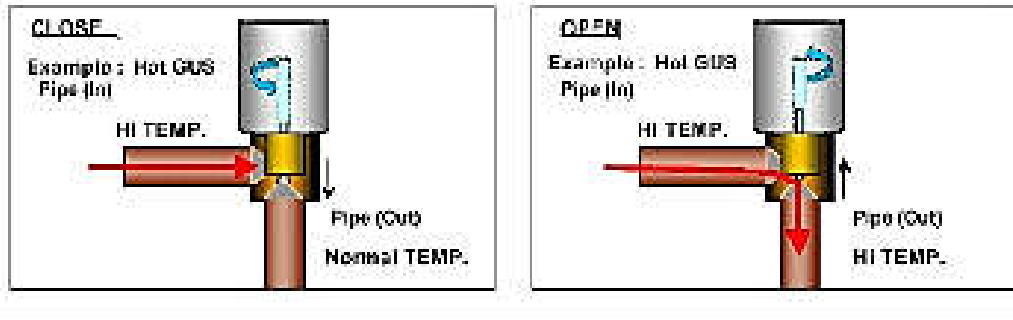 CLOSE
Example : Hot GUS
Pipe (In)
HI TEMP.
Pipe (Out)
Normal TEMP.
OPEN
Example : Hot GUS
Pipe (In)
HI TEMP.
Pipe (Out)
HI TEMP.